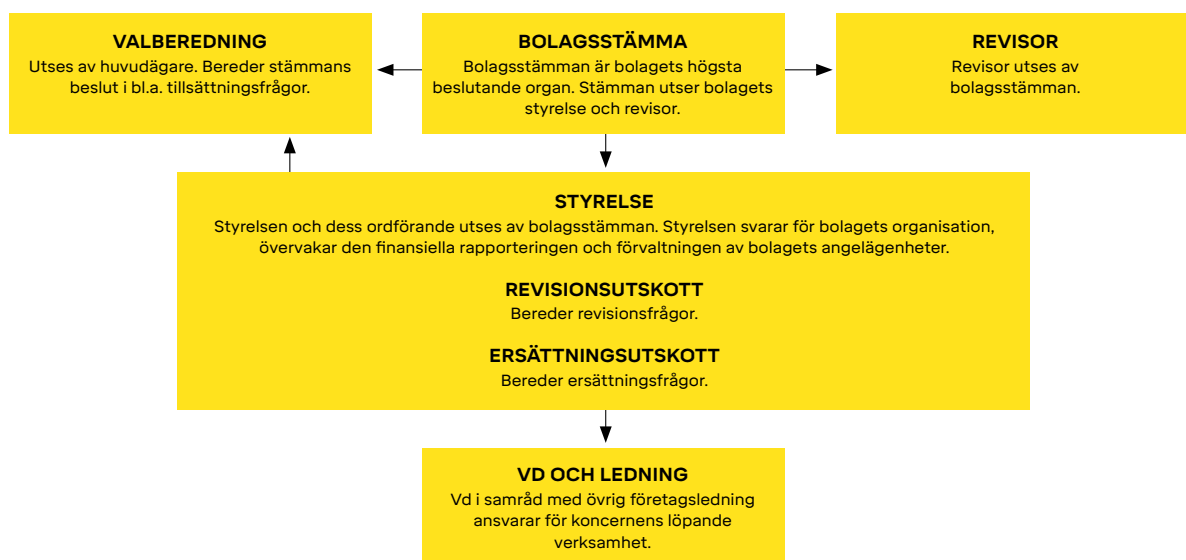 VALBEREDNING
Utses av huvudägare. Bereder stämmans
beslut i bl.a. tillsättningsfrågor.
BOLAGSSTÄMMA
Bolagsstämman är bolagets högsta
beslutande organ. Stämman utser bolagets
styrelse och revisor.
REVISOR
Revisor utses av
bolagsstämman.
STYRELSE
Styrelsen och dess ordförande utses av bolagsstämman. Styrelsen svarar för bolagets organisation,
övervakar den finansiella rapporteringen och förvaltningen av bolagets angelägenheter.
REVISIONSUTSKOTT
Bereder revisionsfrågor.
ERSÄTTNINGSUTSKOTT
Bereder ersättningsfrågor.
VD OCH LEDNING
Vd i samråd med övrig företagsledning
ansvarar för koncernens löpande
verksamhet.